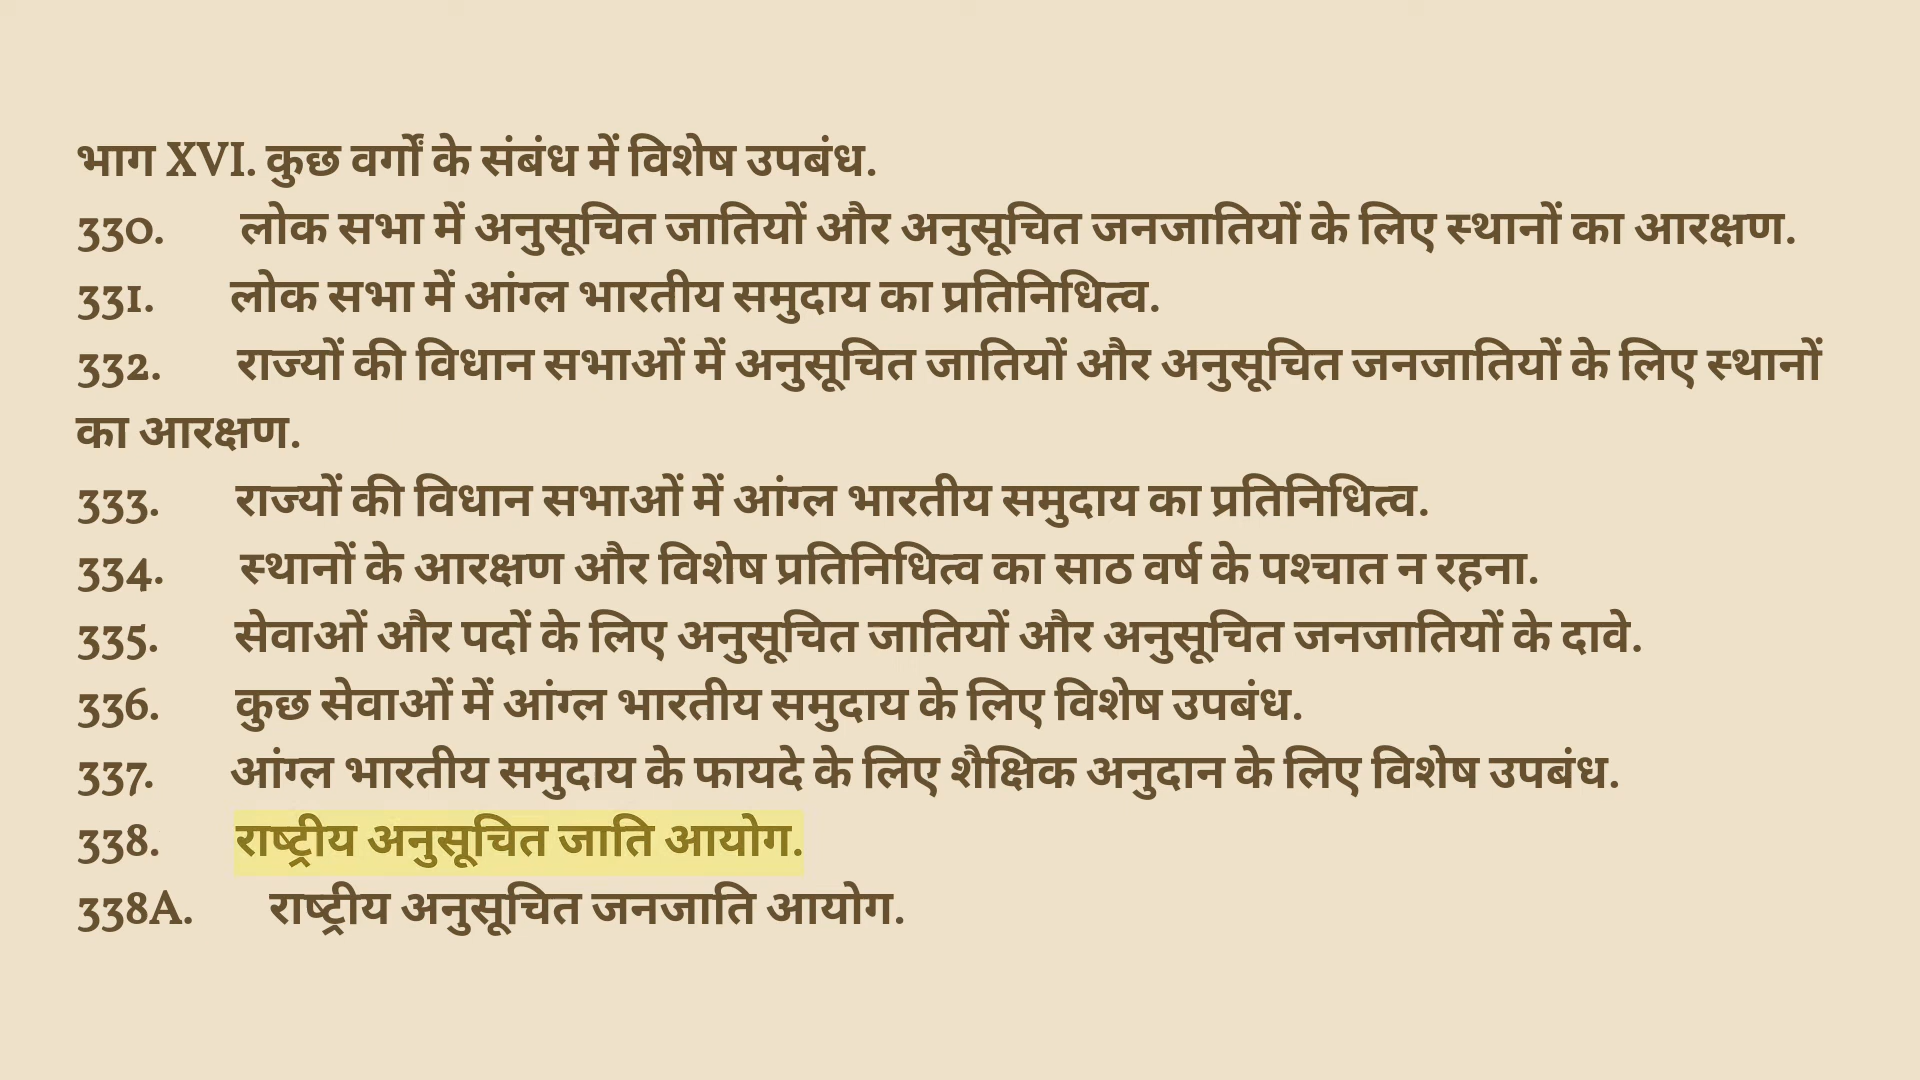 भाग XVI. कुछ वर्गों के संबंध में विशेष उपबंध.
330. लोक सभा में अनुसूचित जातियों और अनुसूचित जनजातियों के लिए स्थानों का आरक्षण.
331. लोक सभा में आंग्ल भारतीय समुदाय का प्रतिनिधित्व.
332. राज्यों की विधान सभाओं में अनुसूचित जातियों और अनुसूचित जनजातियों के लिए स्थानों
का आरक्षण.
333. राज्यों की विधान सभाओं में आंग्ल भारतीय समुदाय का प्रतिनिधित्व.
334. स्थानों के आरक्षण और विशेष प्रतिनिधित्व का साठ वर्ष के पश्चात न रहना.
335. सेवाओं और पदों के लिए अनुसूचित जातियों और अनुसूचित जनजातियों के दावे.
336. कुछ सेवाओं में आंग्ल भारतीय समुदाय के लिए विशेष उपबंध.
337. आंग्ल भारतीय समुदाय के फायदे के लिए शैक्षिक अनुदान के लिए विशेष उपबंध.
338. राष्ट्रीय अनुसूचित जाति आयोग.
338A. राष्ट्रीय अनुसूचित जनजाति आयोग.